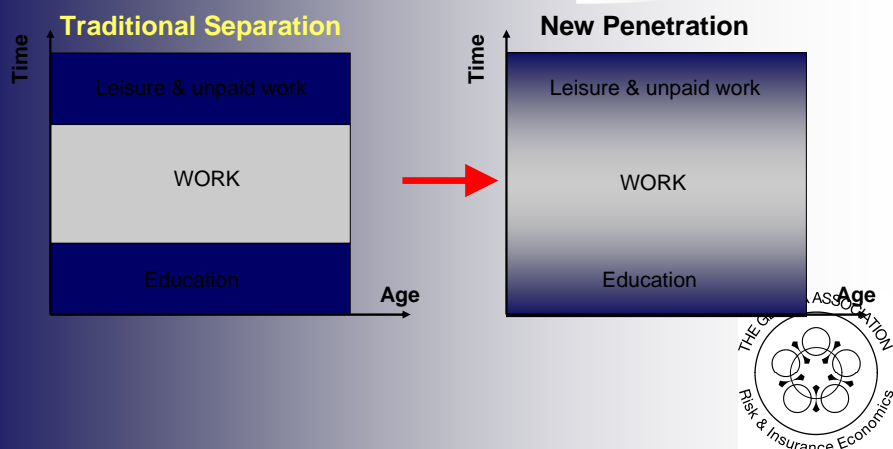 Traditional Separation
Time
Leisure & unpaid work
WORK
Education
Age
New Penetration
Time
Leisure & unpaid work
WORK
Education
Age
ASSOCIATION
Risk & Insurance Economics